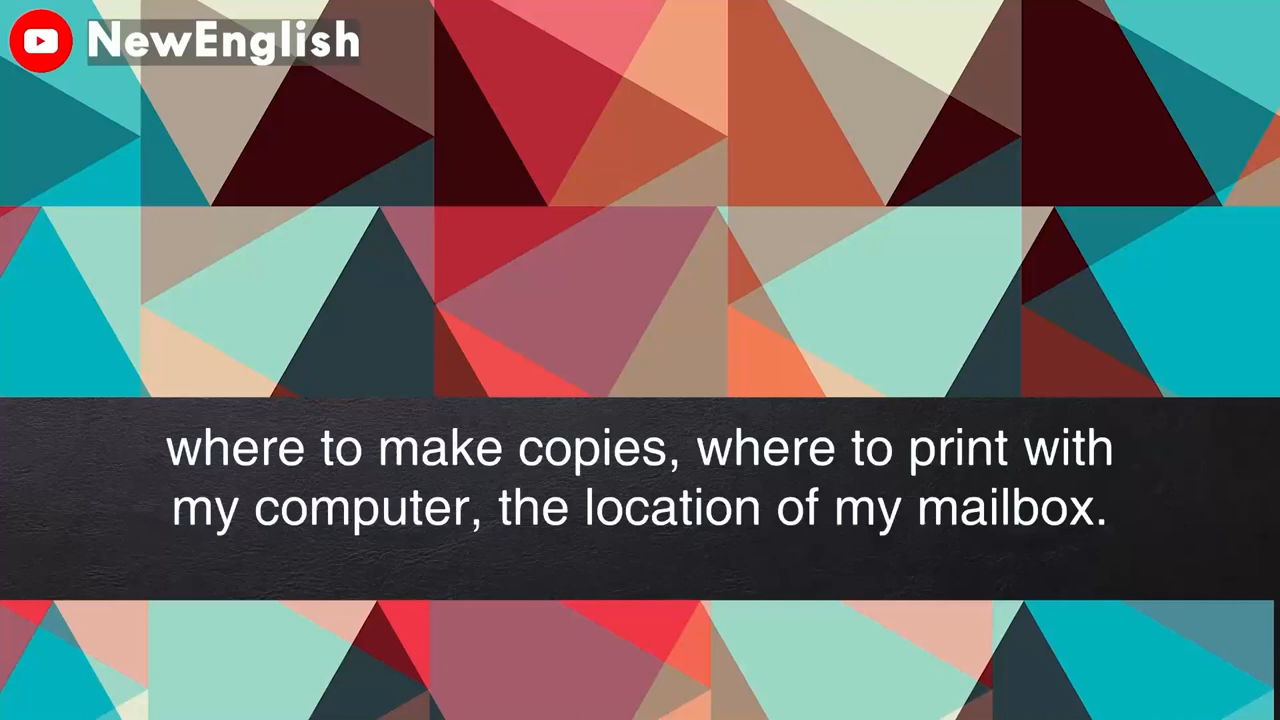 NewEnglish
where to make copies, where to print with
my computer, the location of my mailbox.